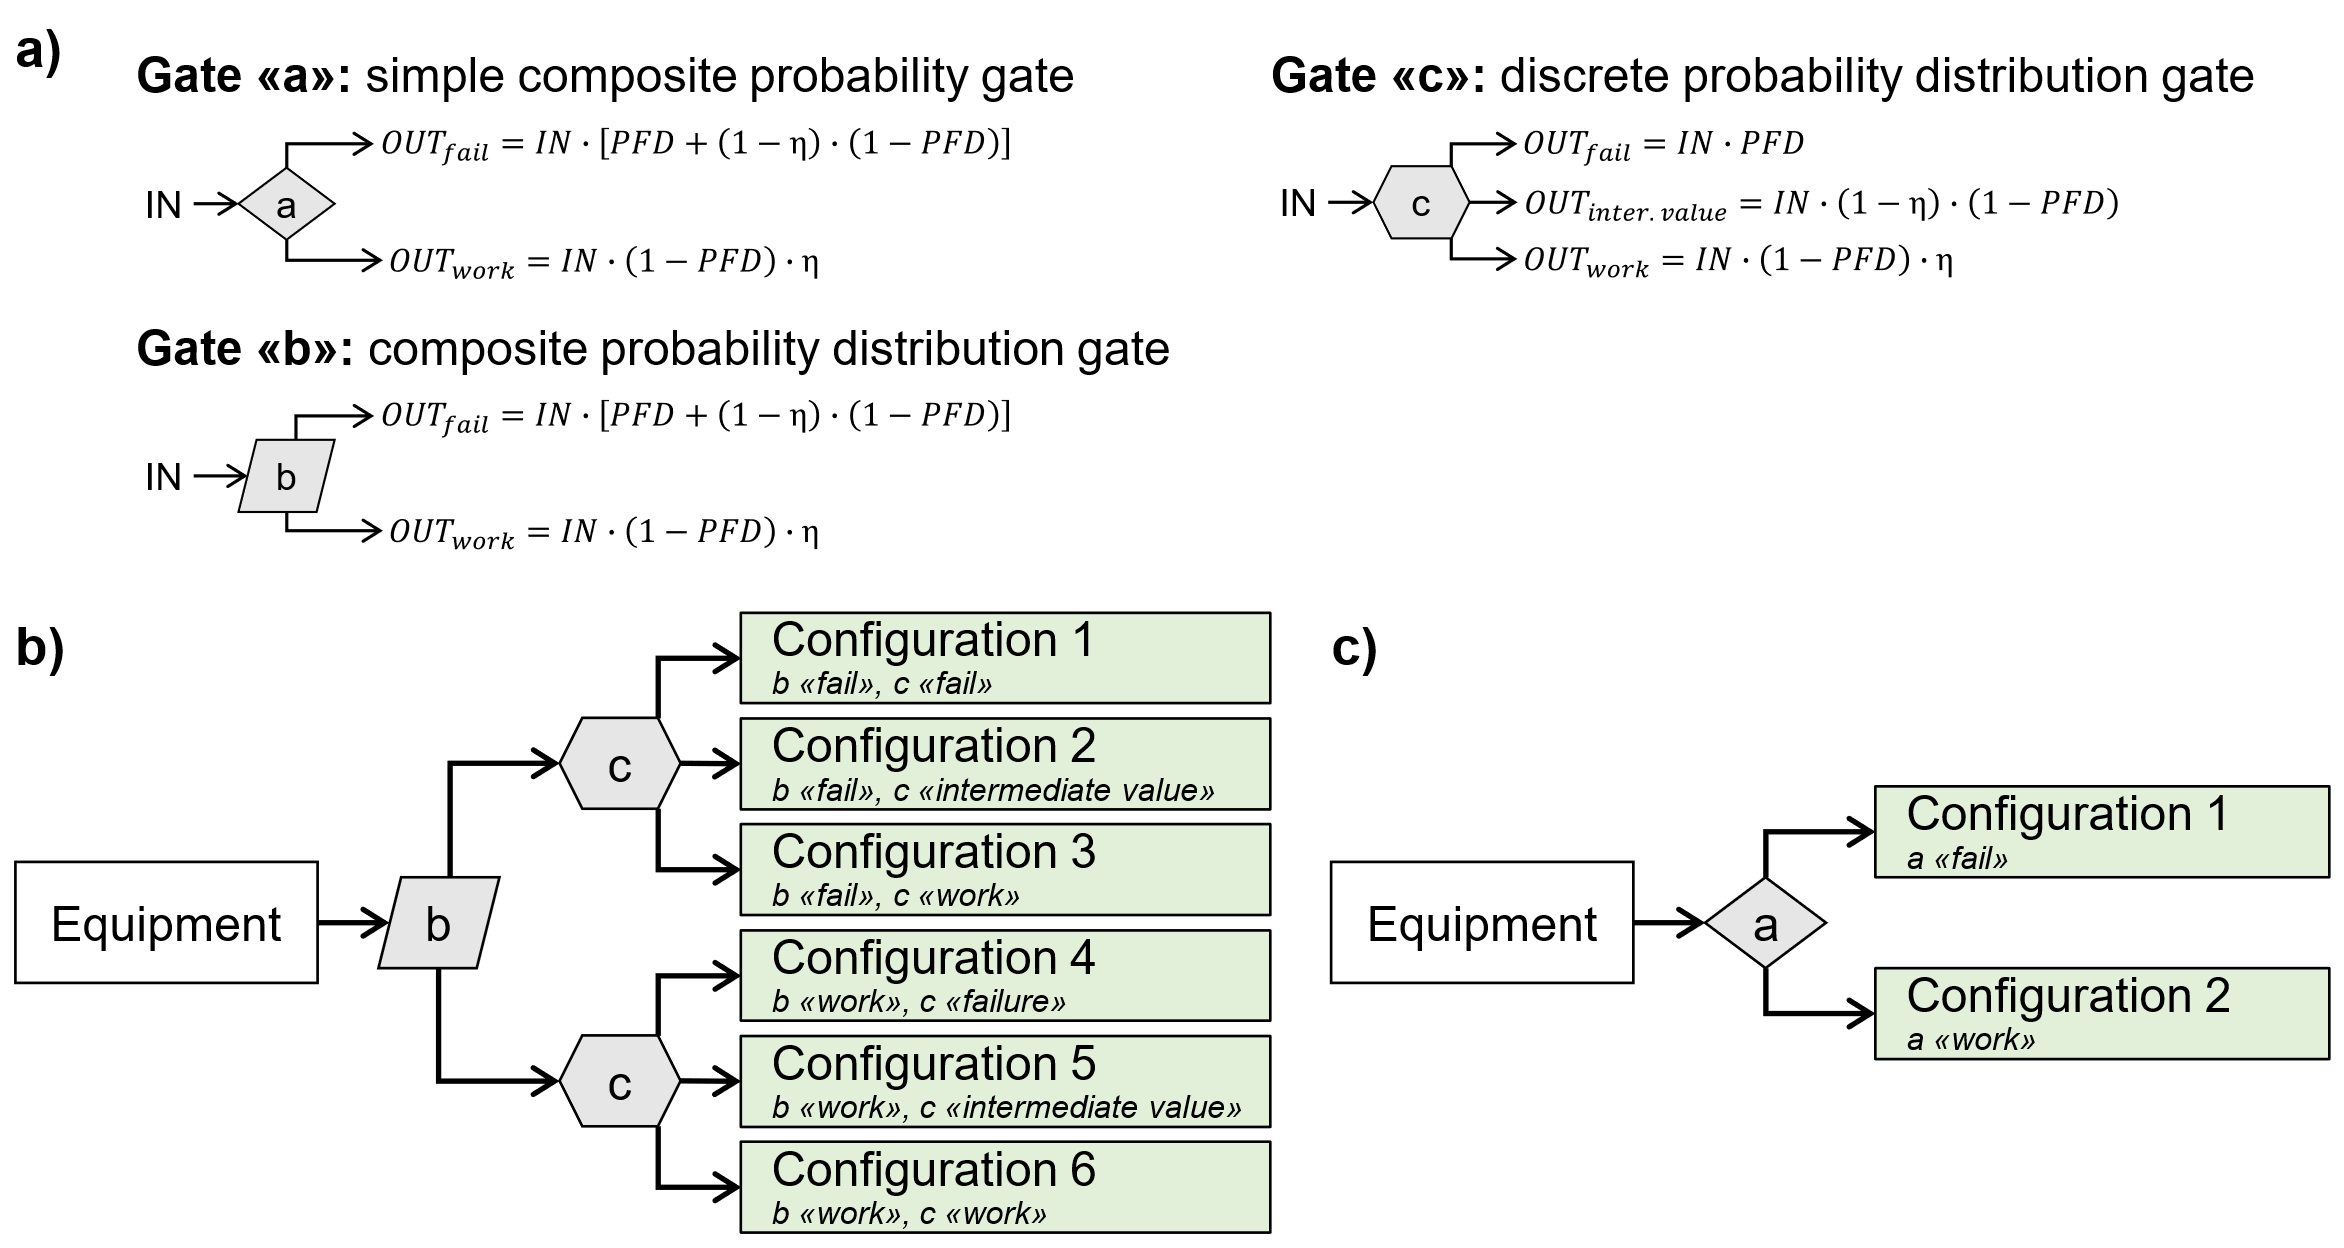 a)
Gate «a»: simple composite probability gate
OUT_fail = IN · [PFD + (1 − η) · (1 − PFD)]
IN
a
OUT_work = IN · (1 − PFD) · η
Gate «c»: discrete probability distribution gate
OUT_fail = IN · PFD
IN
c
OUT_inter. value = IN · (1 − η) · (1 − PFD)
OUT_work = IN · (1 − PFD) · η
Gate «b»: composite probability distribution gate
OUT_fail = IN · [PFD + (1 − η) · (1 − PFD)]
IN
b
OUT_work = IN · (1 − PFD) · η
b)
Equipment
b
c
c
Configuration 1
b «fail», c «fail»
Configuration 2
b «fail», c «intermediate value»
Configuration 3
b «fail», c «work»
Configuration 4
b «work», c «failure»
Configuration 5
b «work», c «intermediate value»
Configuration 6
b «work», c «work»
c)
Equipment
a
Configuration 1
a «fail»
Configuration 2
a «work»